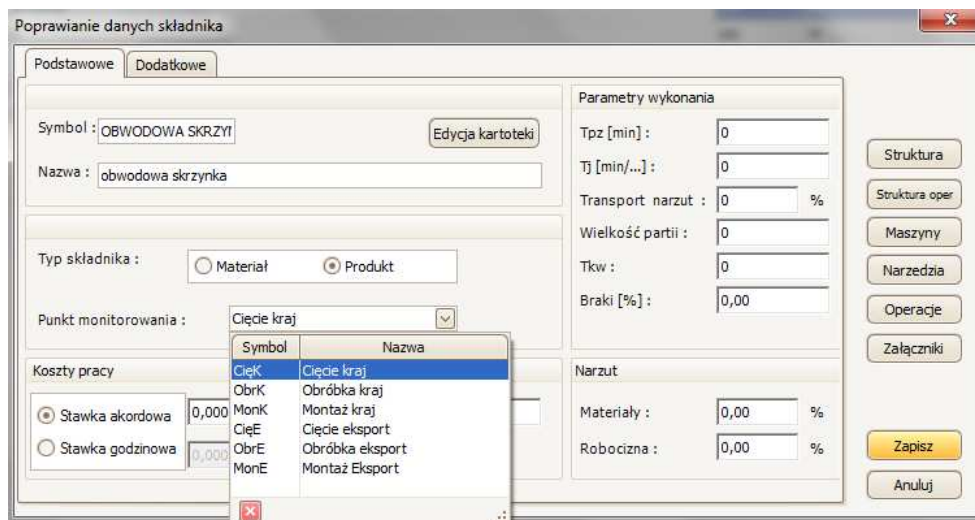 Poprawianie danych składnika
Podstawowe Dodatkowe
Symbol : OBWODOWA SKRZY Edycja kartoteki
Nazwa : obwodowa skrzynka
Typ składnika : Materiał Produkt
Punkt monitorowania : Cięcie kraj
Symbol Nazwa
CięK Cięcie kraj
ObrK Obróbka kraj
MonK Montaż kraj
CięE Cięcie eksport
ObrE Obróbka eksport
MonE Montaż Eksport
Koszty pracy
Stawka akordowa 0,000
Stawka godzinowa 0,000
Parametry wykonania
Tpz [min] : 0
Tj [min/...] : 0
Transport narzut : 0 %
Wielkość partii : 0
Tkw : 0
Braki [%] : 0,00
Narzut
Materiały : 0,00 %
Robocizna : 0,00 %
Struktura
Struktura oper
Maszyny
Narzedzia
Operacje
Załączniki
Zapisz
Anuluj